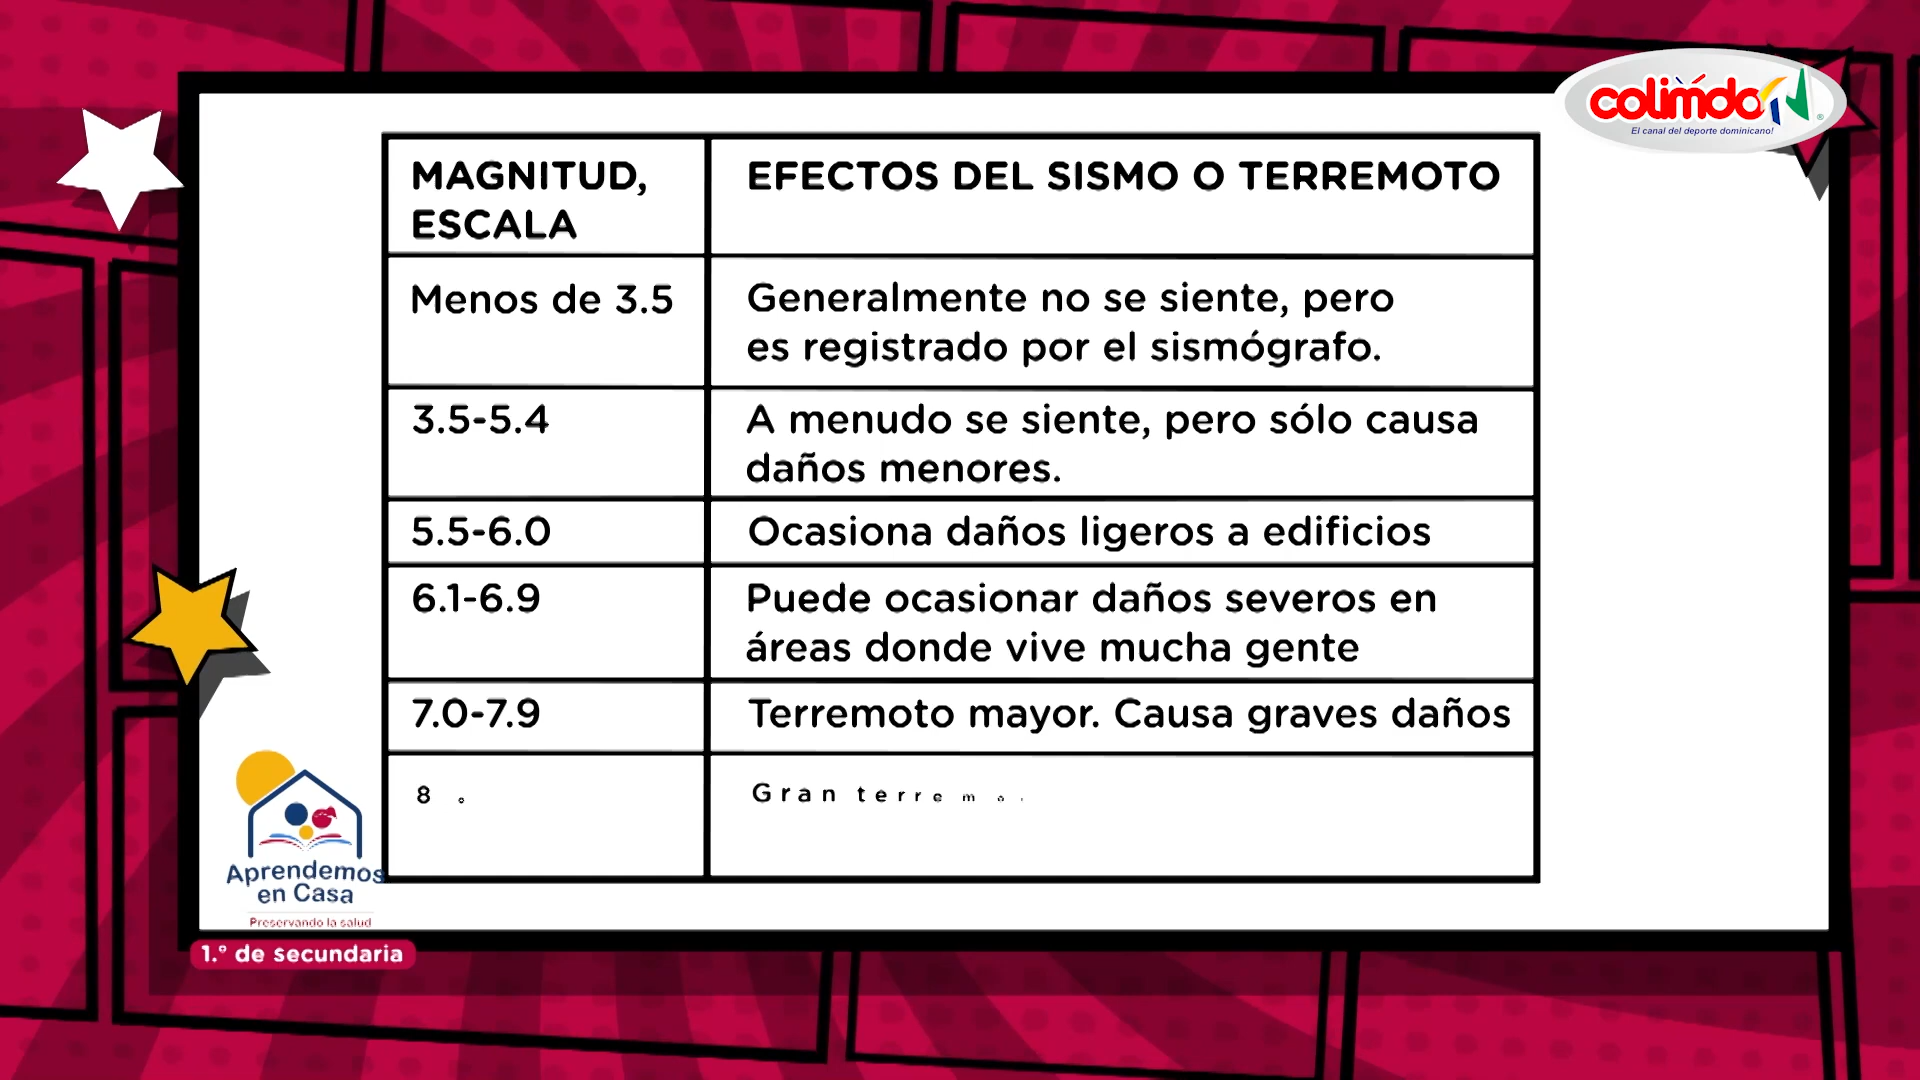 colimdo
El canal del deporte dominicano!
MAGNITUD,
ESCALA
EFECTOS DEL SISMO O TERREMOTO
Menos de 3.5
Generalmente no se siente, pero
es registrado por el sismógrafo.
3.5-5.4
A menudo se siente, pero sólo causa
daños menores.
5.5-6.0
Ocasiona daños ligeros a edificios
6.1-6.9
Puede ocasionar daños severos en
áreas donde vive mucha gente
7.0-7.9
Terremoto mayor. Causa graves daños
8
Gran
Aprendemos
en Casa
Preservando la salud
1.° de secundaria